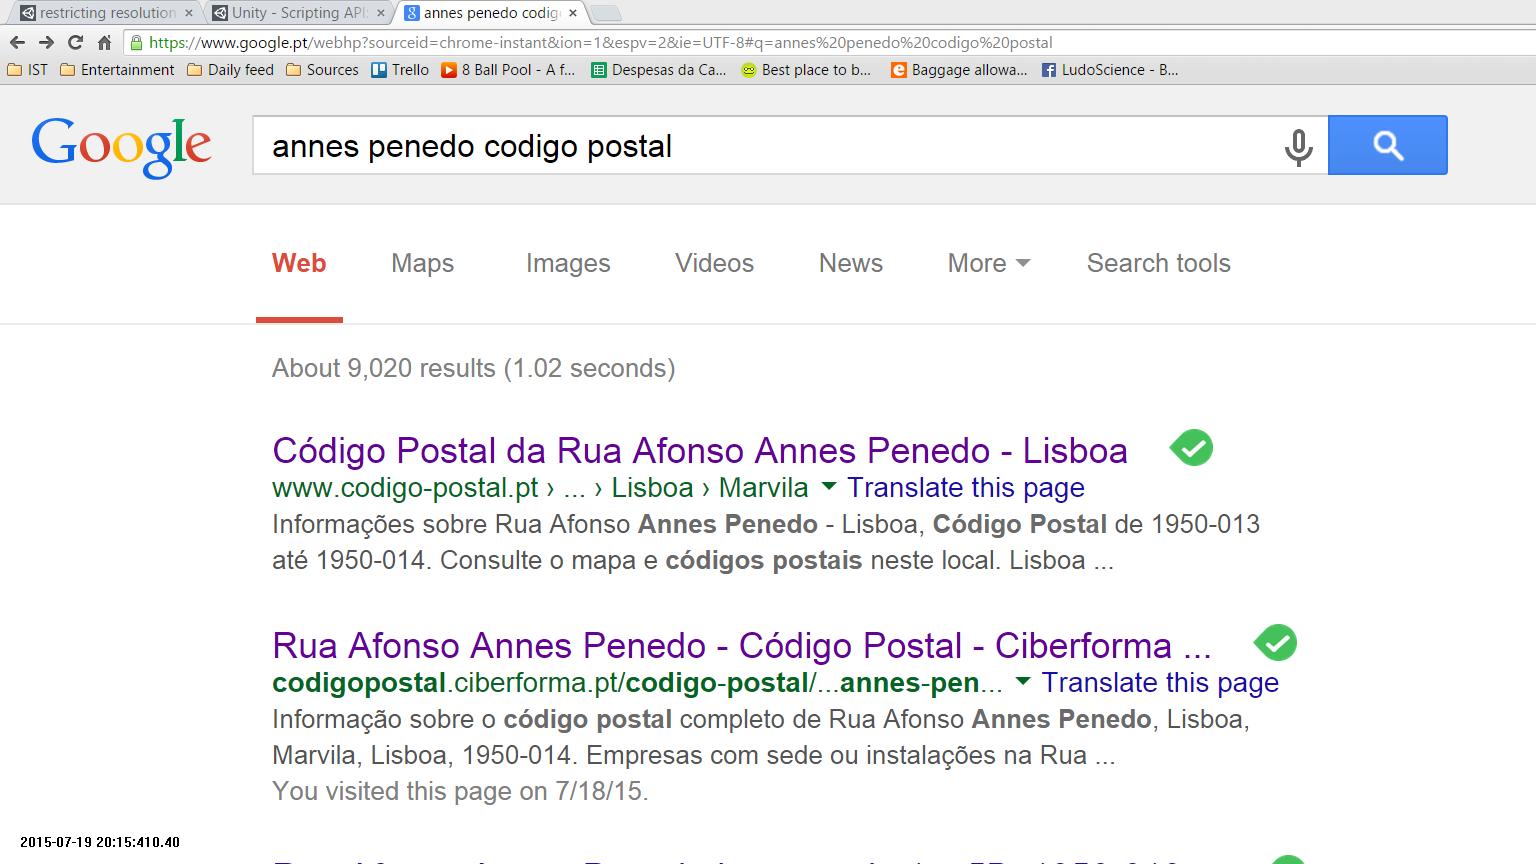 restricting resolution
Unity - Scripting API:
annes penedo codig
https://www.google.pt/webhp?sourceid=chrome-instant&ion=1&espv=2&ie=UTF-8#q=annes%20penedo%20codigo%20postal
IST Entertainment Daily feed Sources Trello 8 Ball Pool - A f... Despesas da Ca... Best place to b... Baggage allowa... LudoScience - B...
Google annes penedo codigo postal
Web Maps Images Videos News More Search tools
About 9,020 results (1.02 seconds)
Código Postal da Rua Afonso Annes Penedo - Lisboa
www.codigo-postal.pt › ... › Lisboa › Marvila Translate this page
Informações sobre Rua Afonso Annes Penedo - Lisboa, Código Postal de 1950-013
até 1950-014. Consulte o mapa e códigos postais neste local. Lisboa ...
Rua Afonso Annes Penedo - Código Postal - Ciberforma ...
codigopostal.ciberforma.pt/codigo-postal/...annes-pen... Translate this page
Informação sobre o código postal completo de Rua Afonso Annes Penedo, Lisboa,
Marvila, Lisboa, 1950-014. Empresas com sede ou instalações na Rua ...
You visited this page on 7/18/15.
2015-07-19 20:15:410.40